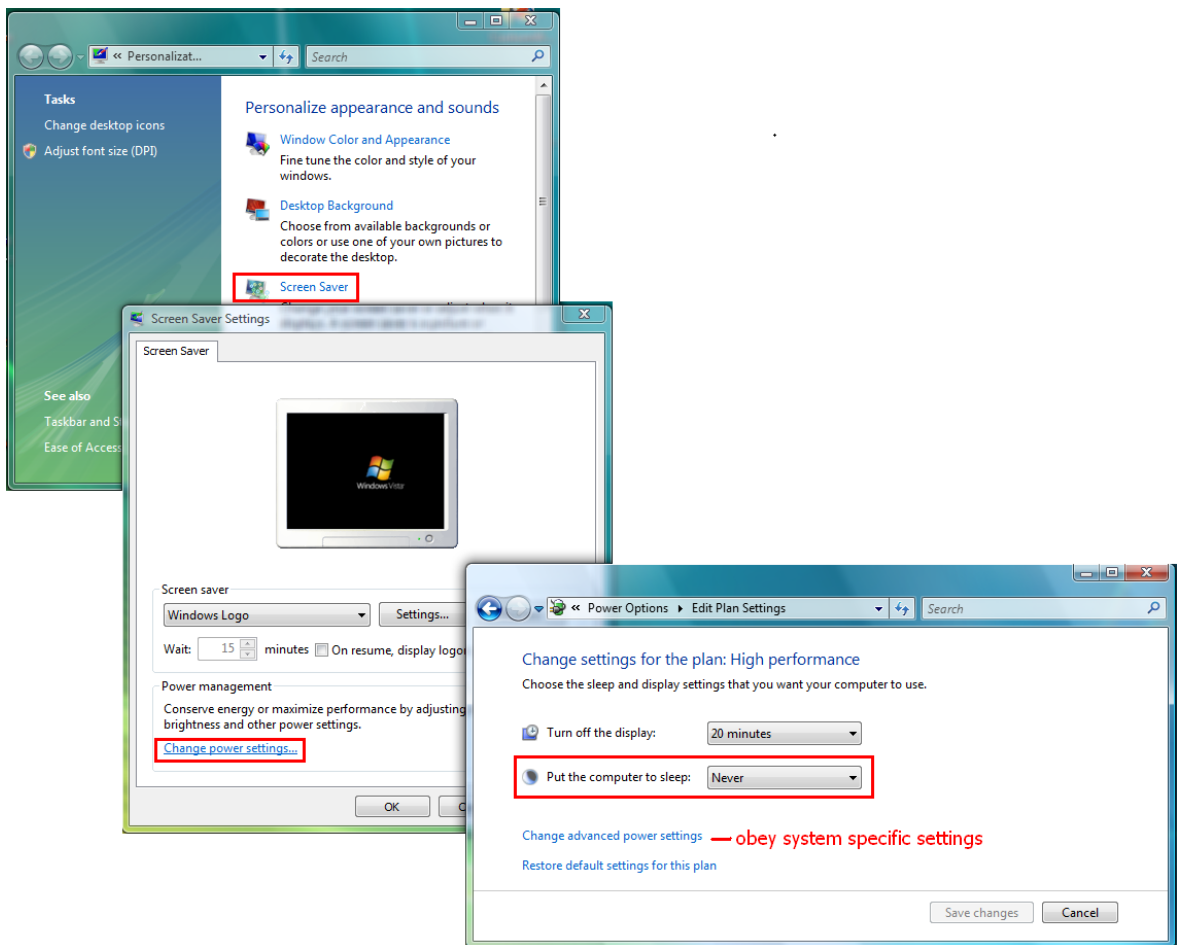 « Personalizat...
Search
Tasks
Change desktop icons
Adjust font size (DPI)
See also
Taskbar and S
Ease of Access
Personalize appearance and sounds
Window Color and Appearance
Fine tune the color and style of your
windows.
Desktop Background
Choose from available backgrounds or
colors or use one of your own pictures to
decorate the desktop.
Screen Saver
Screen Saver Settings
Screen Saver
Windows Vista
Screen saver
Windows Logo
Settings...
Wait: 15 minutes On resume, display logo
Power management
Conserve energy or maximize performance by adjusting
brightness and other power settings.
Change power settings...
OK
C
« Power Options ▸ Edit Plan Settings
Search
Change settings for the plan: High performance
Choose the sleep and display settings that you want your computer to use.
Turn off the display: 20 minutes
Put the computer to sleep: Never
Change advanced power settings — obey system specific settings
Restore default settings for this plan
Save changes
Cancel